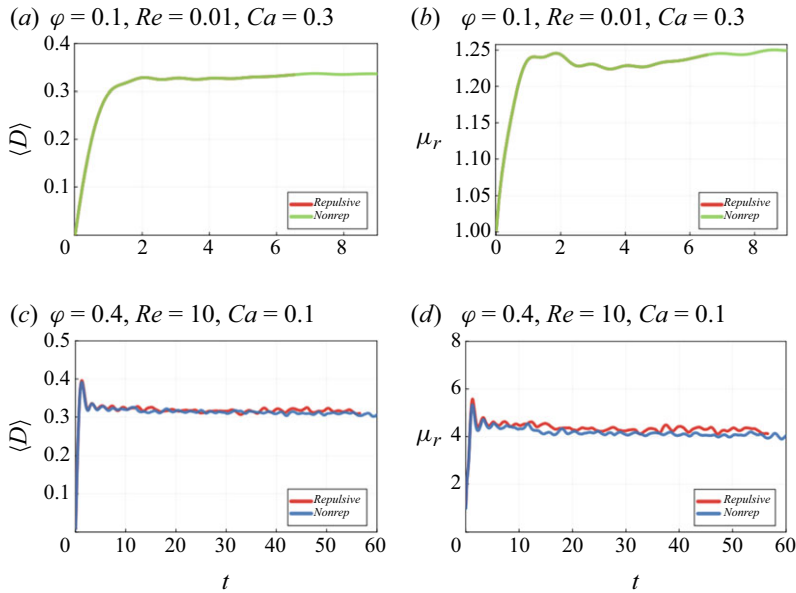 (a) φ = 0.1, Re = 0.01, Ca = 0.3
0.4
0.3
0.2
0.1
0
⟨D⟩
Repulsive
Nonrep
0 2 4 6 8
(b) φ = 0.1, Re = 0.01, Ca = 0.3
1.25
1.20
1.15
1.10
1.05
1.00
μr
Repulsive
Nonrep
0 2 4 6 8
(c) φ = 0.4, Re = 10, Ca = 0.1
0.5
0.4
0.3
0.2
0.1
⟨D⟩
Repulsive
Nonrep
0 10 20 30 40 50 60
t
(d) φ = 0.4, Re = 10, Ca = 0.1
8
6
4
2
μr
Repulsive
Nonrep
0 10 20 30 40 50 60
t